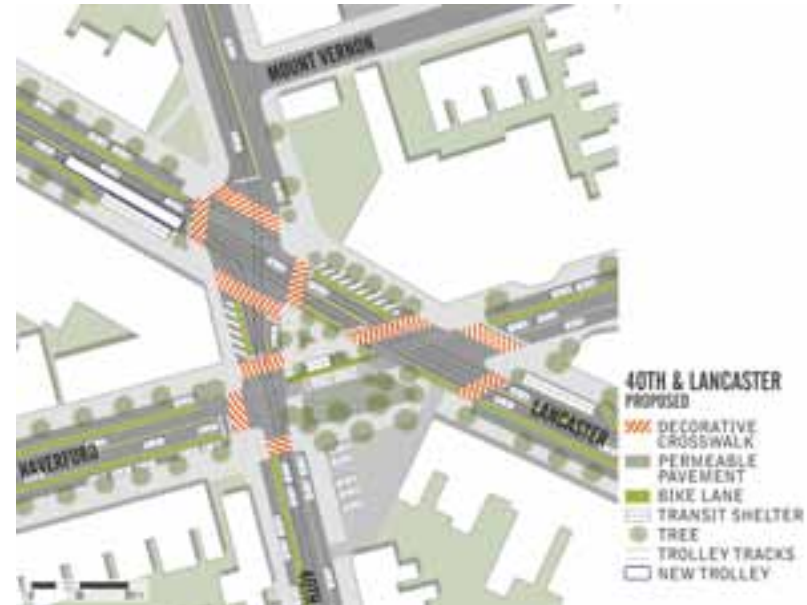 MOUNT VERNON
HAVERFORD
LANCASTER
40TH
40TH & LANCASTER
PROPOSED
DECORATIVE
CROSSWALK
PERMEABLE
PAVEMENT
BIKE LANE
TRANSIT SHELTER
TREE
TROLLEY TRACKS
NEW TROLLEY